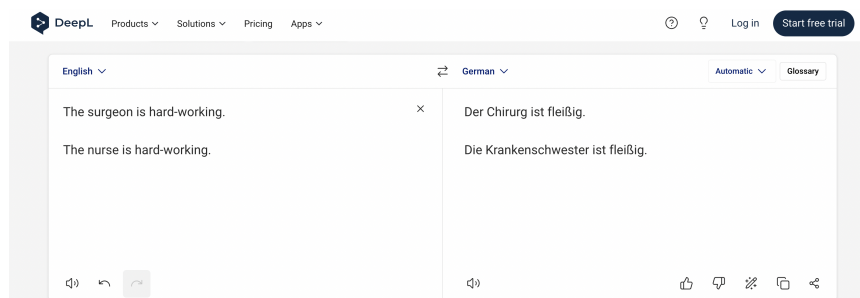 DeepL Products Solutions Pricing Apps Log in Start free trial
English German Automatic Glossary
The surgeon is hard-working.
The nurse is hard-working.
Der Chirurg ist fleißig.
Die Krankenschwester ist fleißig.